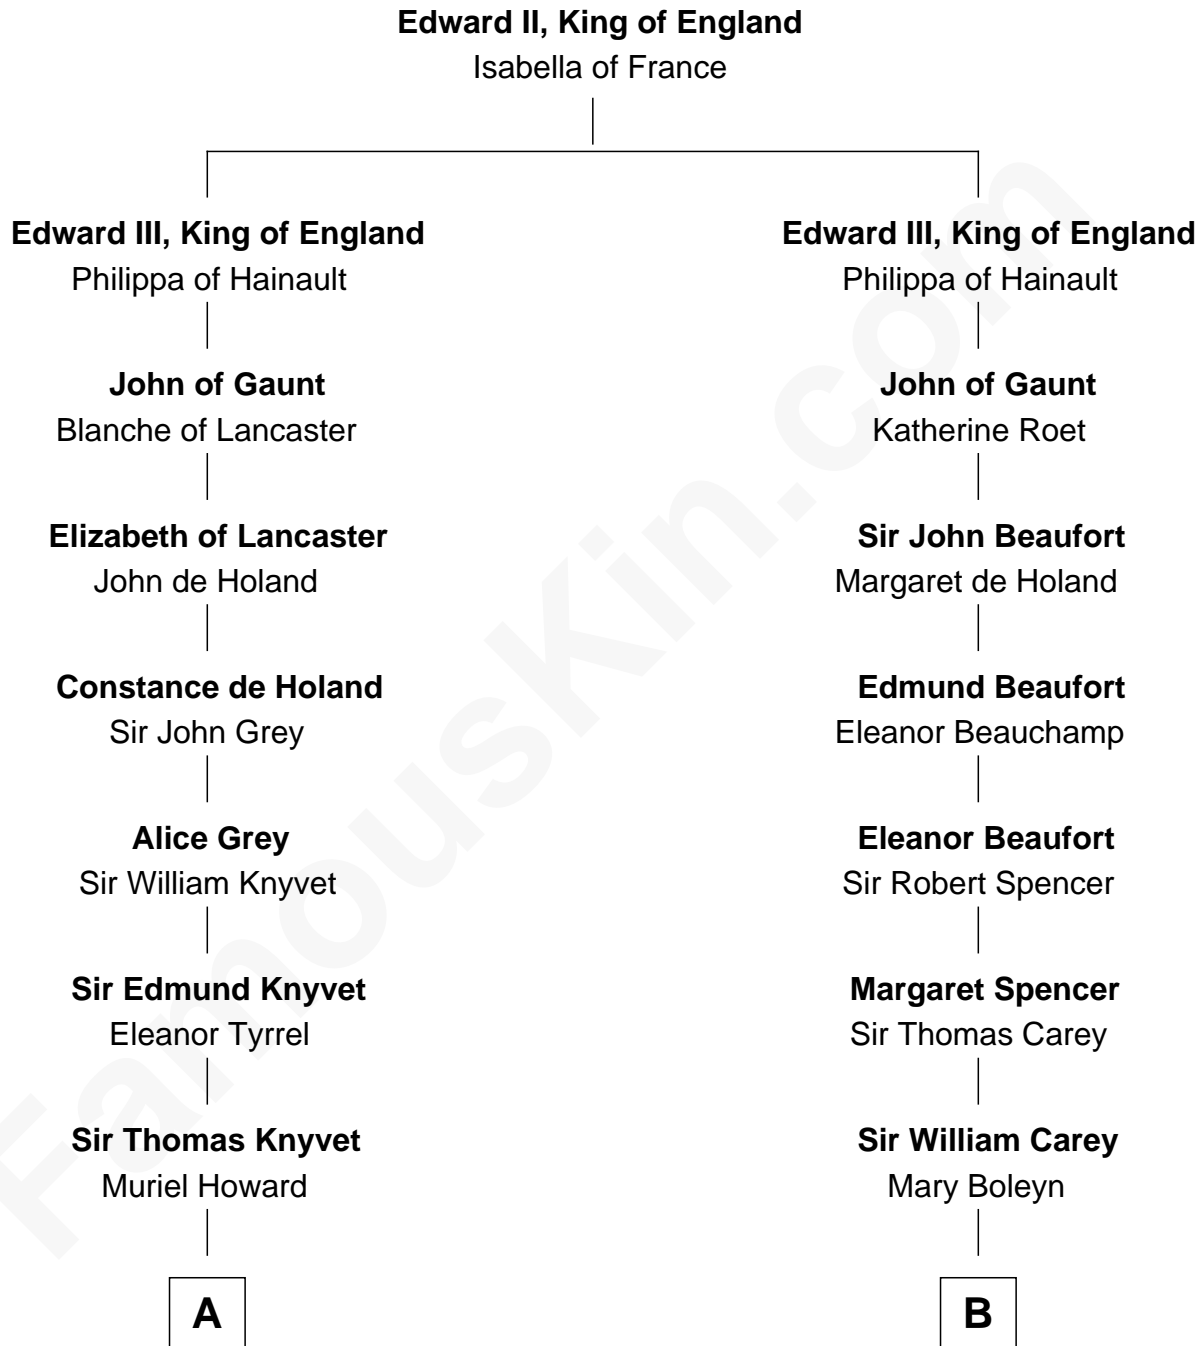 Edward II, King of England
Isabella of France
Edward III, King of England
Philippa of Hainault
John of Gaunt
Blanche of Lancaster
Elizabeth of Lancaster
John de Holand
Constance de Holand
Sir John Grey
Alice Grey
Sir William Knyvet
Sir Edmund Knyvet
Eleanor Tyrrel
Sir Thomas Knyvet
Muriel Howard
A
Edward III, King of England
Philippa of Hainault
John of Gaunt
Katherine Roet
Sir John Beaufort
Margaret de Holand
Edmund Beaufort
Eleanor Beauchamp
Eleanor Beaufort
Sir Robert Spencer
Margaret Spencer
Sir Thomas Carey
Sir William Carey
Mary Boleyn
B
FamousKin.com